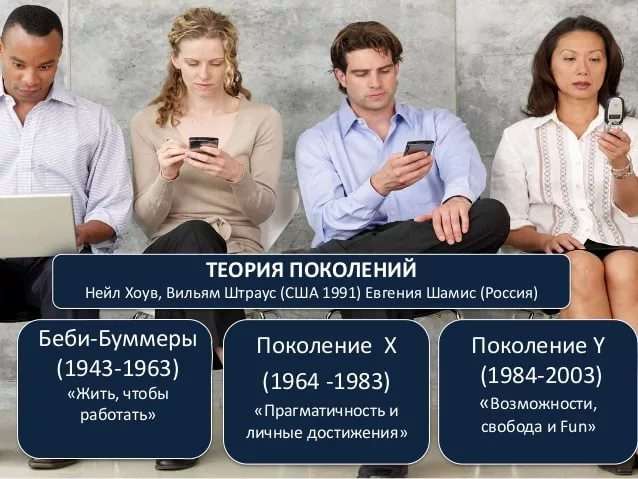 ТЕОРИЯ ПОКОЛЕНИЙ
Нейл Хоув, Вильям Штраус (США 1991) Евгения Шамис (Россия)
Беби-Буммеры
(1943-1963)
«Жить, чтобы
работать»
Поколение X
(1964 -1983)
«Прагматичность и
личные достижения»
Поколение Y
(1984-2003)
«Возможности,
свобода и Fun»